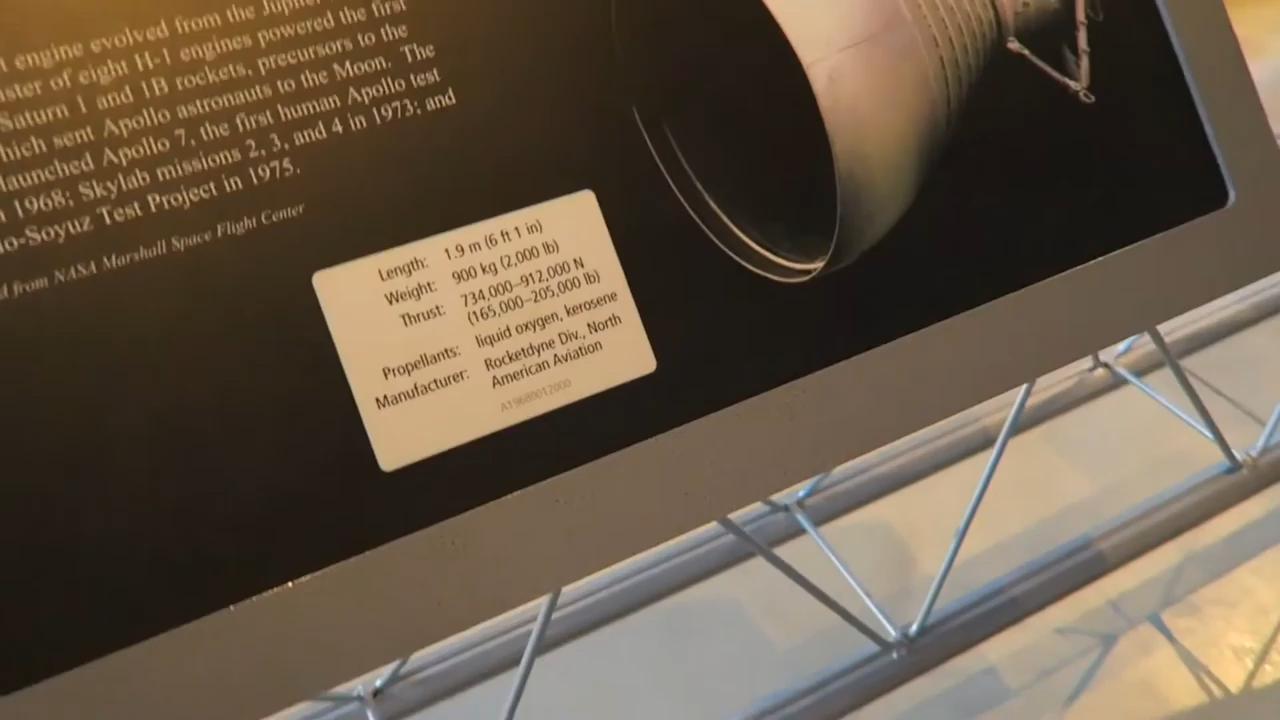 engine evolved from the Jupiter
of eight H-1 engines powered the first
Saturn 1 and 1B rockets, precursors to the
which sent Apollo astronauts to the Moon. The
launched Apollo 7, the first human Apollo test
1968; Skylab missions 2, 3, and 4 in 1973; and
-Soyuz Test Project in 1975.
from NASA Marshall Space Flight Center
Length: 1.9 m (6 ft 1 in)
Weight: 900 kg (2,000 lb)
Thrust: 734,000–912,000 N
(165,000–205,000 lb)
Propellants: liquid oxygen, kerosene
Manufacturer: Rocketdyne Div., North
American Aviation
A19680012000